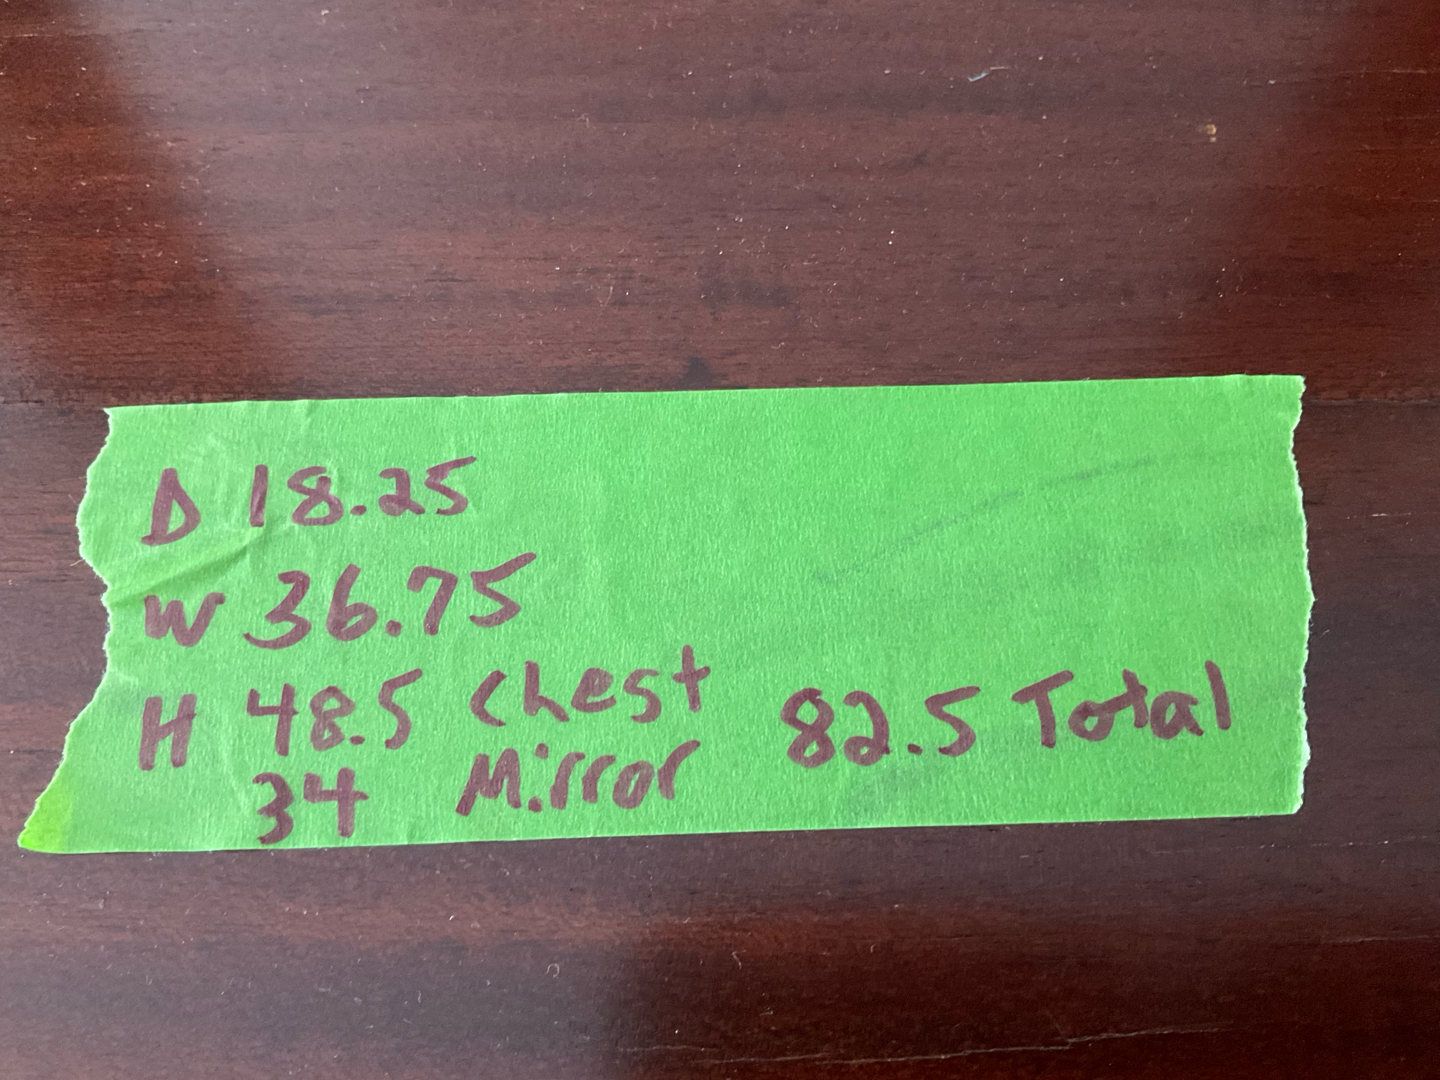 D 18.25
W 36.75
H 48.5 chest
34 Mirror
82.5 Total